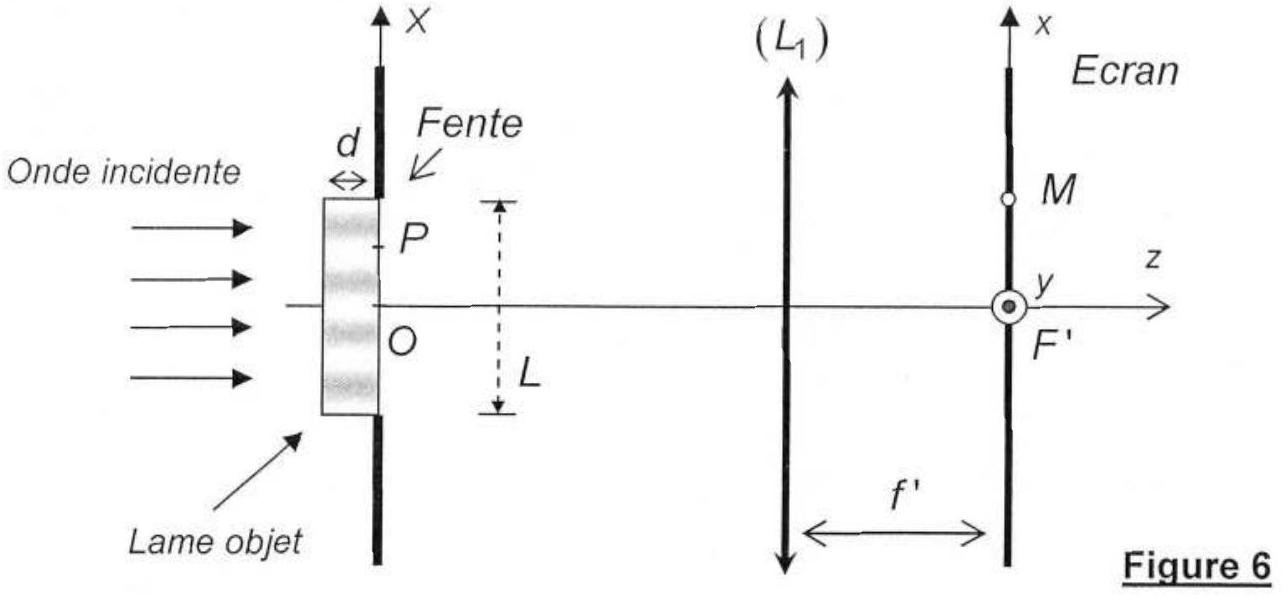 X
(L₁)
x
Ecran
Fente
d
Onde incidente
M
P
z
y
O
F'
L
f'
Lame objet
Figure 6